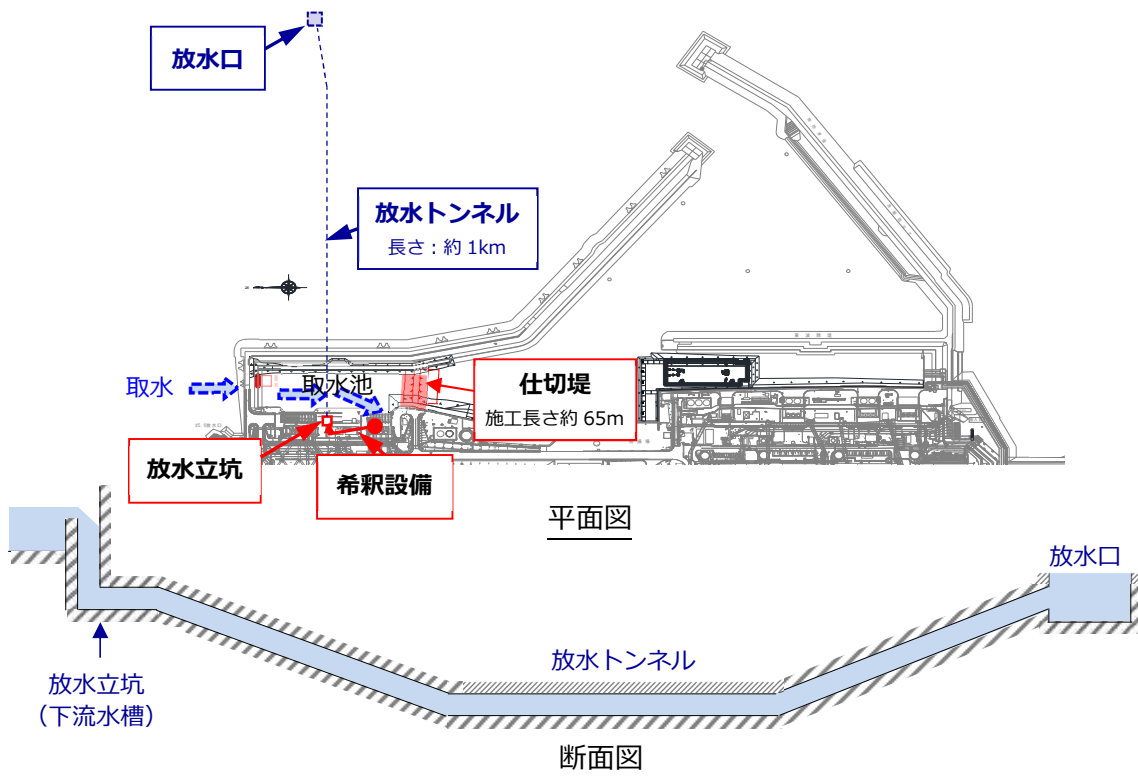 放水口
放水トンネル
長さ：約 1km
取水
取水池
仕切堤
施工長さ約 65m
放水立坑
希釈設備
平面図
放水口
放水トンネル
放水立坑
（下流水槽）
断面図